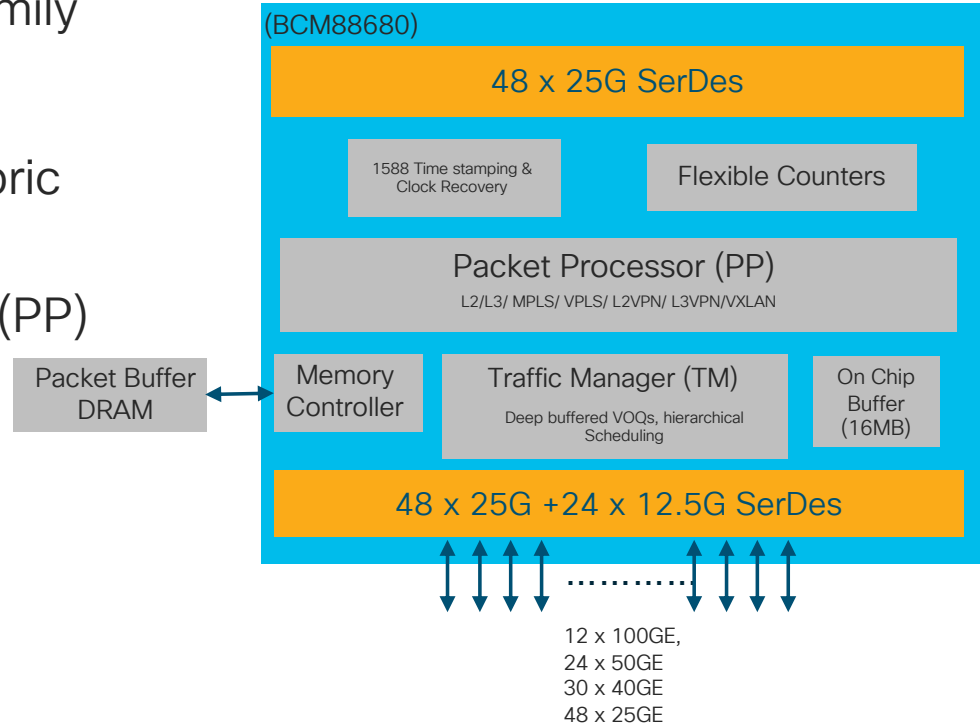 (BCM88680)
48 x 25G SerDes
1588 Time stamping &
Clock Recovery
Flexible Counters
(PP)
Packet Processor (PP)
L2/L3/ MPLS/ VPLS/ L2VPN/ L3VPN/VXLAN
Packet Buffer
DRAM
Memory
Controller
Traffic Manager (TM)
Deep buffered VOQs, hierarchical
Scheduling
On Chip
Buffer
(16MB)
48 x 25G +24 x 12.5G SerDes
12 x 100GE,
24 x 50GE
30 x 40GE
48 x 25GE